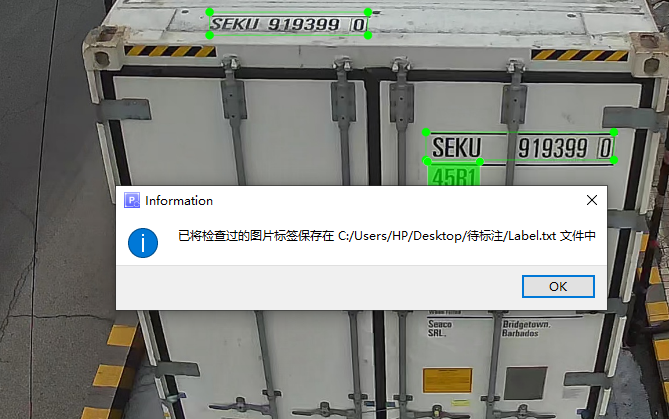 SEKU 919399 0
SEKU 919399 0
45R1
Information
已将检查过的图片标签保存在 C:/Users/HP/Desktop/待标注/Label.txt 文件中
OK
Seaco Bridgetown,
SRL, Barbados